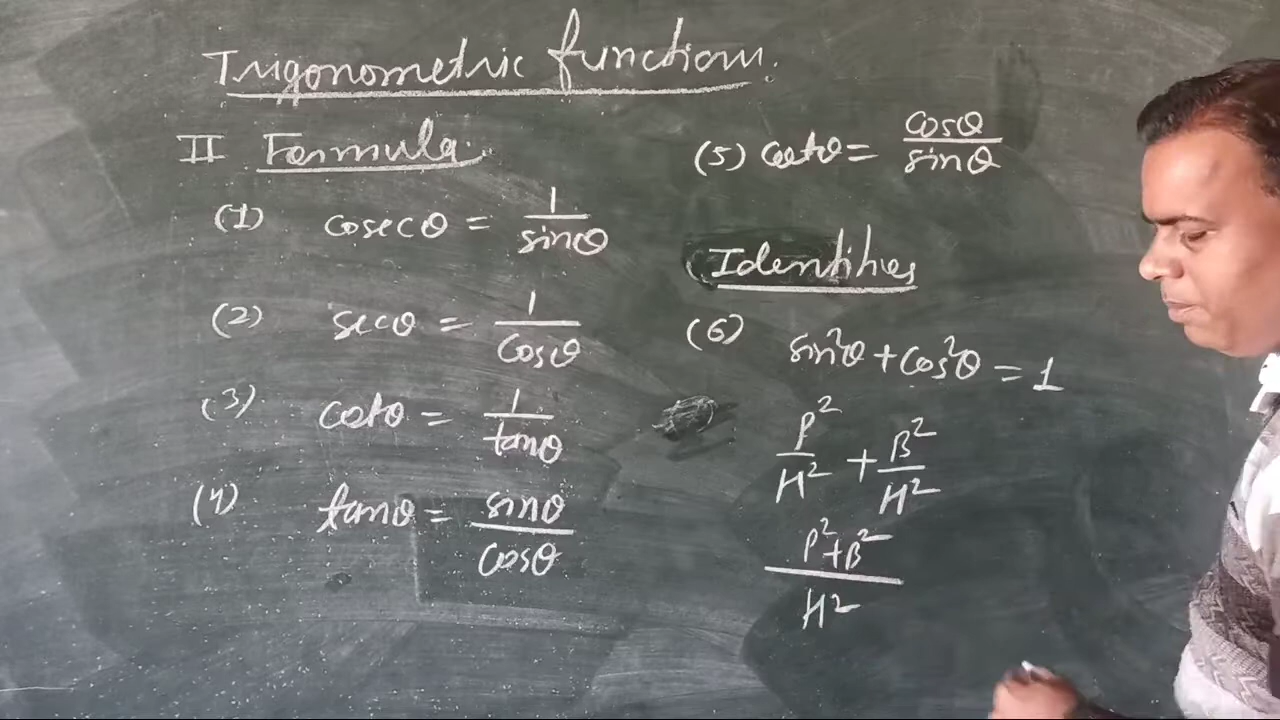 Trigonometric functions.
II Formula.
(1) cosecθ = 1/sinθ
(2) secθ = 1/cosθ
(3) cotθ = 1/tanθ
(4) tanθ = sinθ/cosθ
(5) cotθ = cosθ/sinθ
Identities
(6) sin²θ + cos²θ = 1
P²/H² + B²/H²
P²+B²/H²